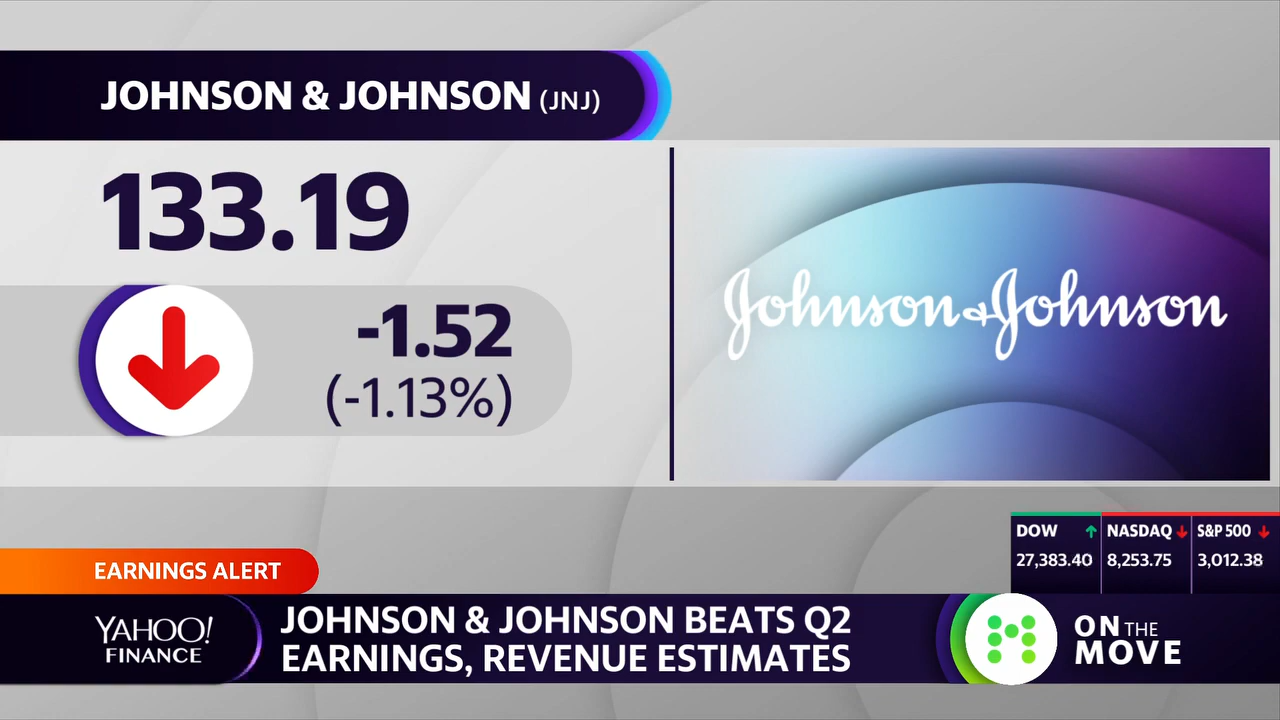 JOHNSON & JOHNSON (JNJ)
133.19
-1.52
(-1.13%)
Johnson&Johnson
DOW NASDAQ S&P 500
27,383.40 8,253.75 3,012.38
EARNINGS ALERT
YAHOO!
FINANCE
JOHNSON & JOHNSON BEATS Q2
EARNINGS, REVENUE ESTIMATES
ON THE
MOVE